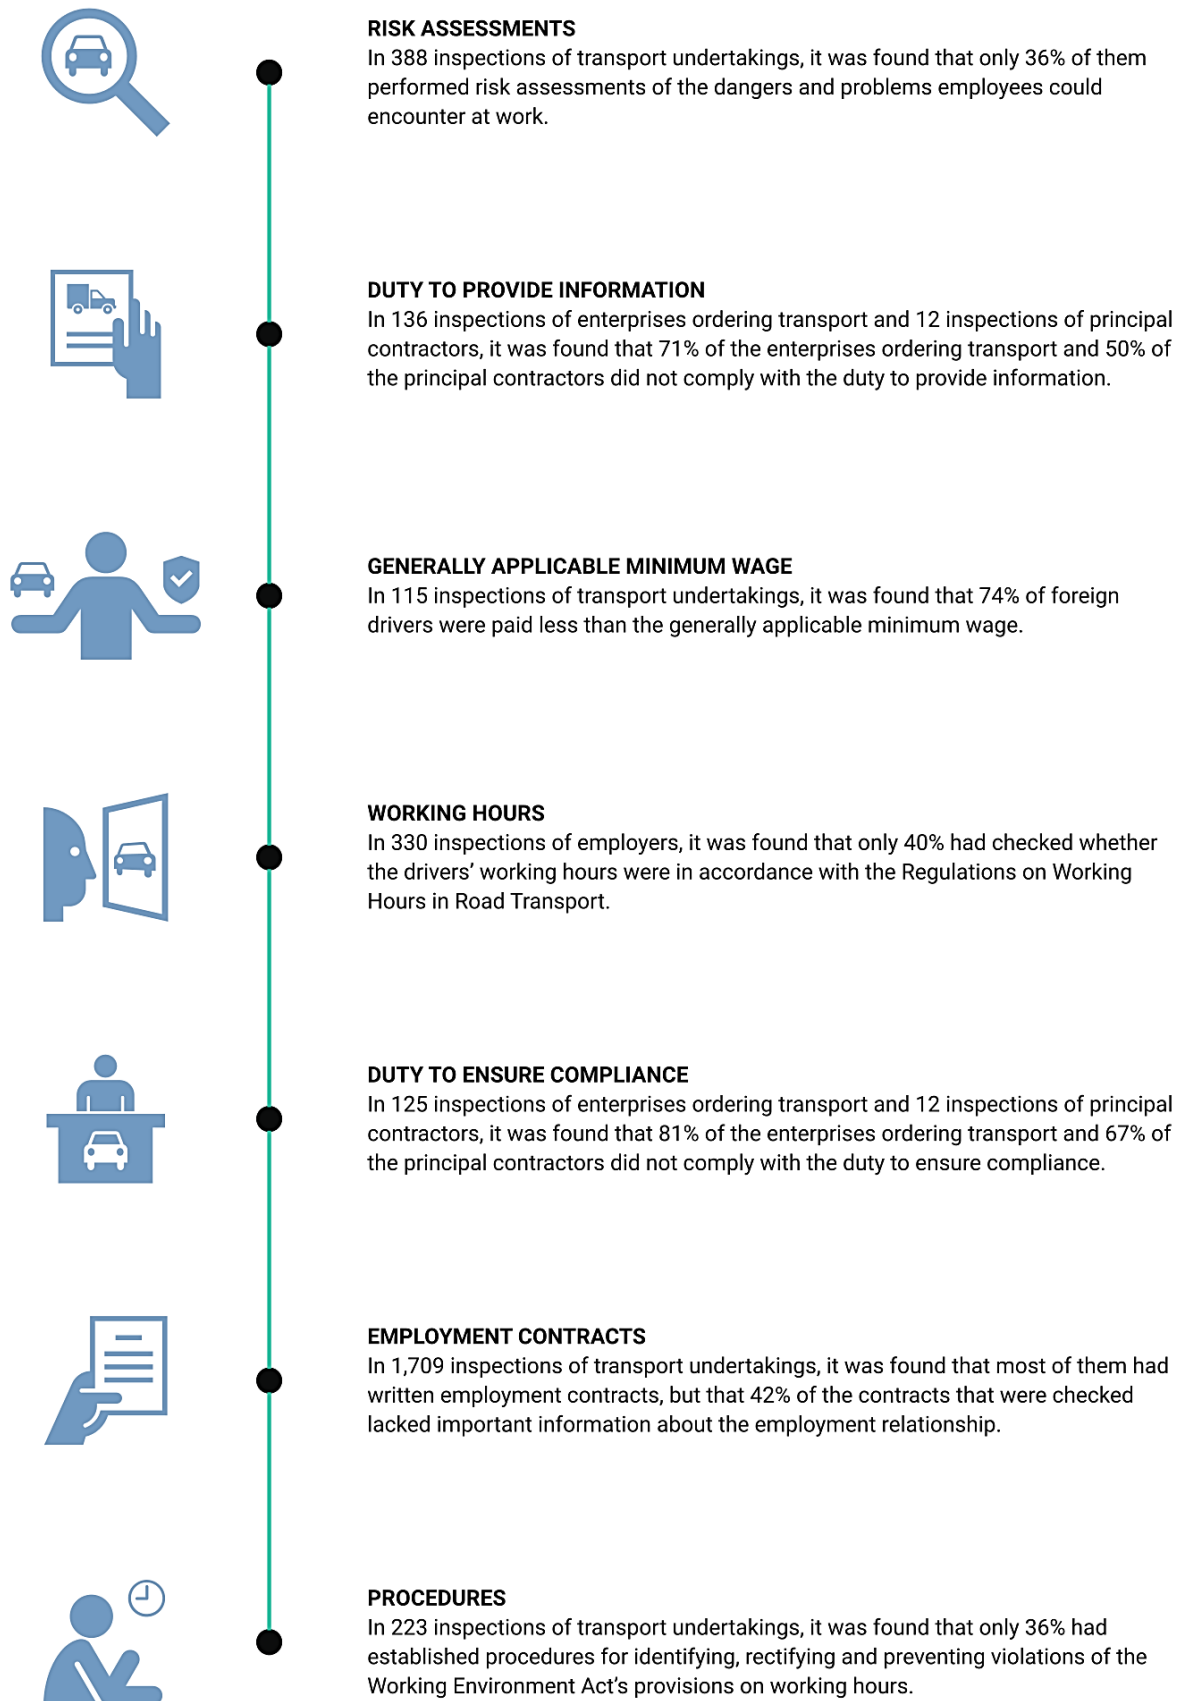 RISK ASSESSMENTS
In 388 inspections of transport undertakings, it was found that only 36% of them
performed risk assessments of the dangers and problems employees could
encounter at work.
DUTY TO PROVIDE INFORMATION
In 136 inspections of enterprises ordering transport and 12 inspections of principal
contractors, it was found that 71% of the enterprises ordering transport and 50% of
the principal contractors did not comply with the duty to provide information.
GENERALLY APPLICABLE MINIMUM WAGE
In 115 inspections of transport undertakings, it was found that 74% of foreign
drivers were paid less than the generally applicable minimum wage.
WORKING HOURS
In 330 inspections of employers, it was found that only 40% had checked whether
the drivers’ working hours were in accordance with the Regulations on Working
Hours in Road Transport.
DUTY TO ENSURE COMPLIANCE
In 125 inspections of enterprises ordering transport and 12 inspections of principal
contractors, it was found that 81% of the enterprises ordering transport and 67% of
the principal contractors did not comply with the duty to ensure compliance.
EMPLOYMENT CONTRACTS
In 1,709 inspections of transport undertakings, it was found that most of them had
written employment contracts, but that 42% of the contracts that were checked
lacked important information about the employment relationship.
PROCEDURES
In 223 inspections of transport undertakings, it was found that only 36% had
established procedures for identifying, rectifying and preventing violations of the
Working Environment Act’s provisions on working hours.